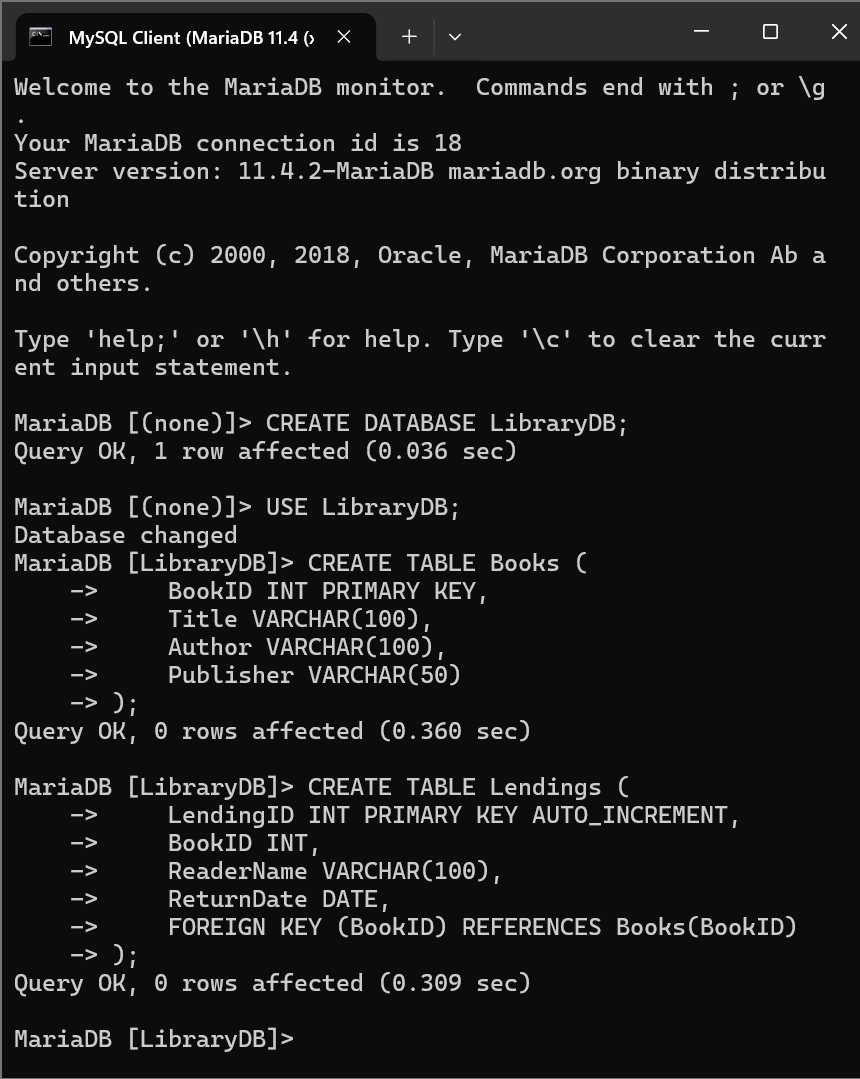 MySQL Client (MariaDB 11.4 (x
Welcome to the MariaDB monitor.  Commands end with ; or \g
.
Your MariaDB connection id is 18
Server version: 11.4.2-MariaDB mariadb.org binary distribu
tion

Copyright (c) 2000, 2018, Oracle, MariaDB Corporation Ab a
nd others.

Type 'help;' or '\h' for help. Type '\c' to clear the curr
ent input statement.

MariaDB [(none)]> CREATE DATABASE LibraryDB;
Query OK, 1 row affected (0.036 sec)

MariaDB [(none)]> USE LibraryDB;
Database changed
MariaDB [LibraryDB]> CREATE TABLE Books (
    ->     BookID INT PRIMARY KEY,
    ->     Title VARCHAR(100),
    ->     Author VARCHAR(100),
    ->     Publisher VARCHAR(50)
    -> );
Query OK, 0 rows affected (0.360 sec)

MariaDB [LibraryDB]> CREATE TABLE Lendings (
    ->     LendingID INT PRIMARY KEY AUTO_INCREMENT,
    ->     BookID INT,
    ->     ReaderName VARCHAR(100),
    ->     ReturnDate DATE,
    ->     FOREIGN KEY (BookID) REFERENCES Books(BookID)
    -> );
Query OK, 0 rows affected (0.309 sec)

MariaDB [LibraryDB]>